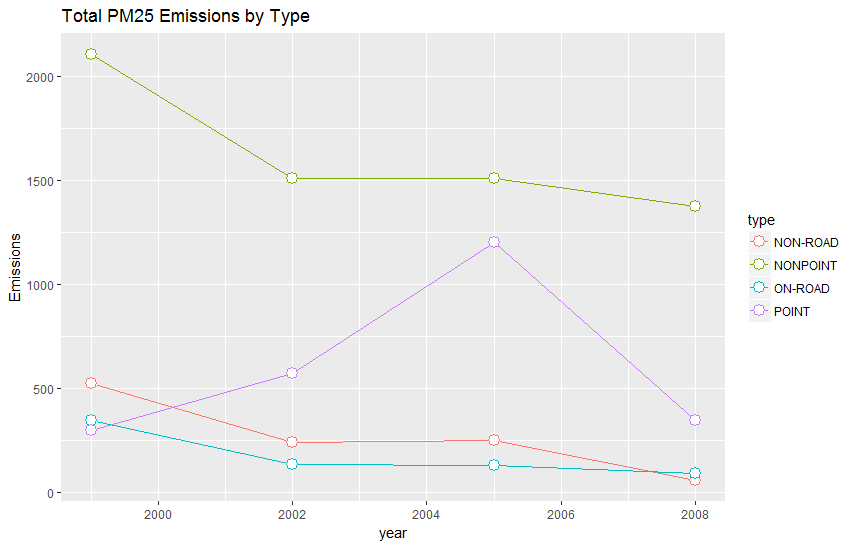 Total PM25 Emissions by Type
2000
1500
1000
500
0
Emissions
2000
2002
2004
2006
2008
year
type
NON-ROAD
NONPOINT
ON-ROAD
POINT